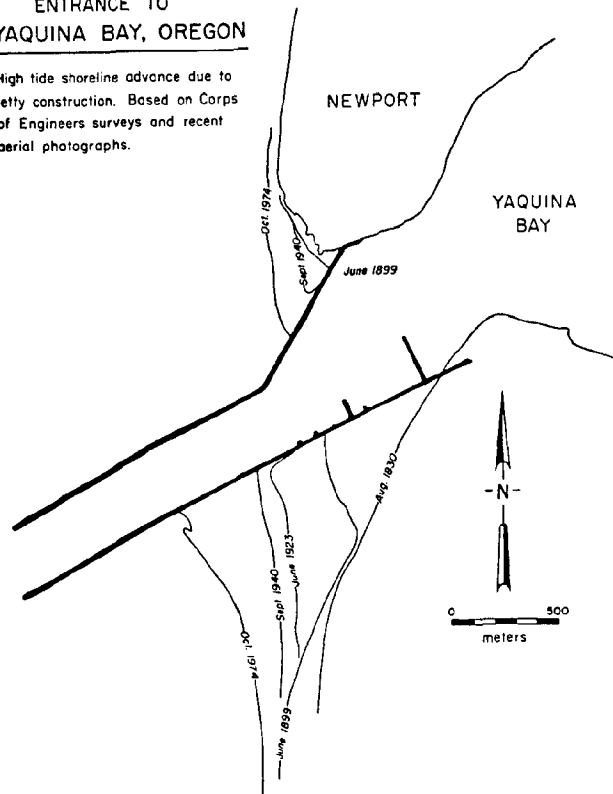 ENTRANCE TO
YAQUINA BAY, OREGON
High tide shoreline advance due to
jetty construction. Based on Corps
of Engineers surveys and recent
aerial photographs.
NEWPORT
YAQUINA
BAY
Oct. 1974
Sept 1940
June 1899
Aug. 1830
-N-
June 1923
Sept 1940
Oct. 1974
June 1899
0 500
meters